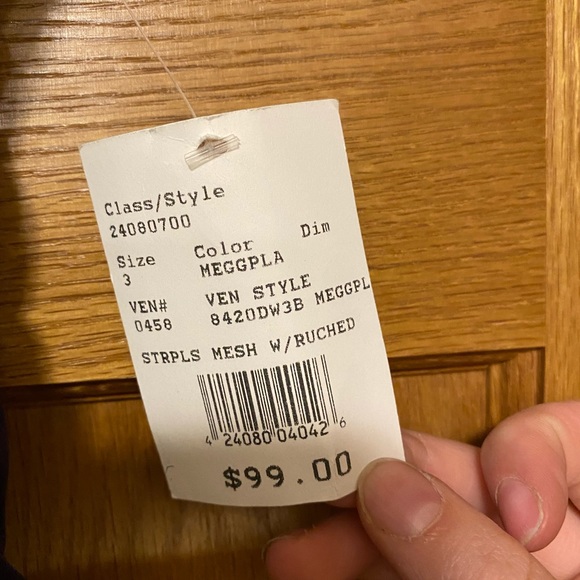 Class/Style
24080700
Size Color Dim
3 MEGGPLA
VEN# VEN STYLE
0458 8420DW3B MEGGPL
STRPLS MESH W/RUCHED
4 24080 04042 6
$99.00